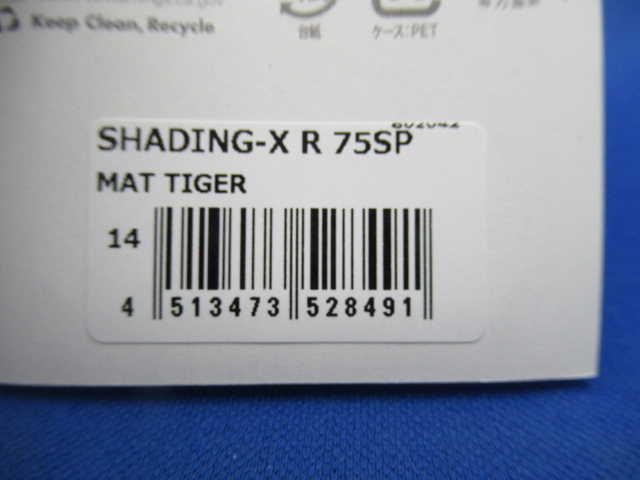 Keep Clean, Recycle
台紙
ケース:PET
SHADING-X R 75SP
MAT TIGER
14
4 513473 528491